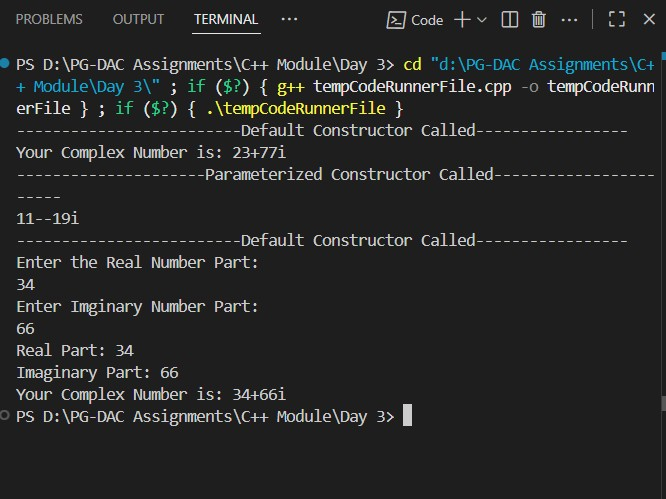 PROBLEMS OUTPUT TERMINAL ... Code
PS D:\PG-DAC Assignments\C++ Module\Day 3> cd "d:\PG-DAC Assignments\C+
+ Module\Day 3\" ; if ($?) { g++ tempCodeRunnerFile.cpp -o tempCodeRunn
erFile } ; if ($?) { .\tempCodeRunnerFile }
-------------------------Default Constructor Called-----------------
Your Complex Number is: 23+77i
---------------------Parameterized Constructor Called------------------
-----
11--19i
-------------------------Default Constructor Called-----------------
Enter the Real Number Part:
34
Enter Imginary Number Part:
66
Real Part: 34
Imaginary Part: 66
Your Complex Number is: 34+66i
PS D:\PG-DAC Assignments\C++ Module\Day 3>